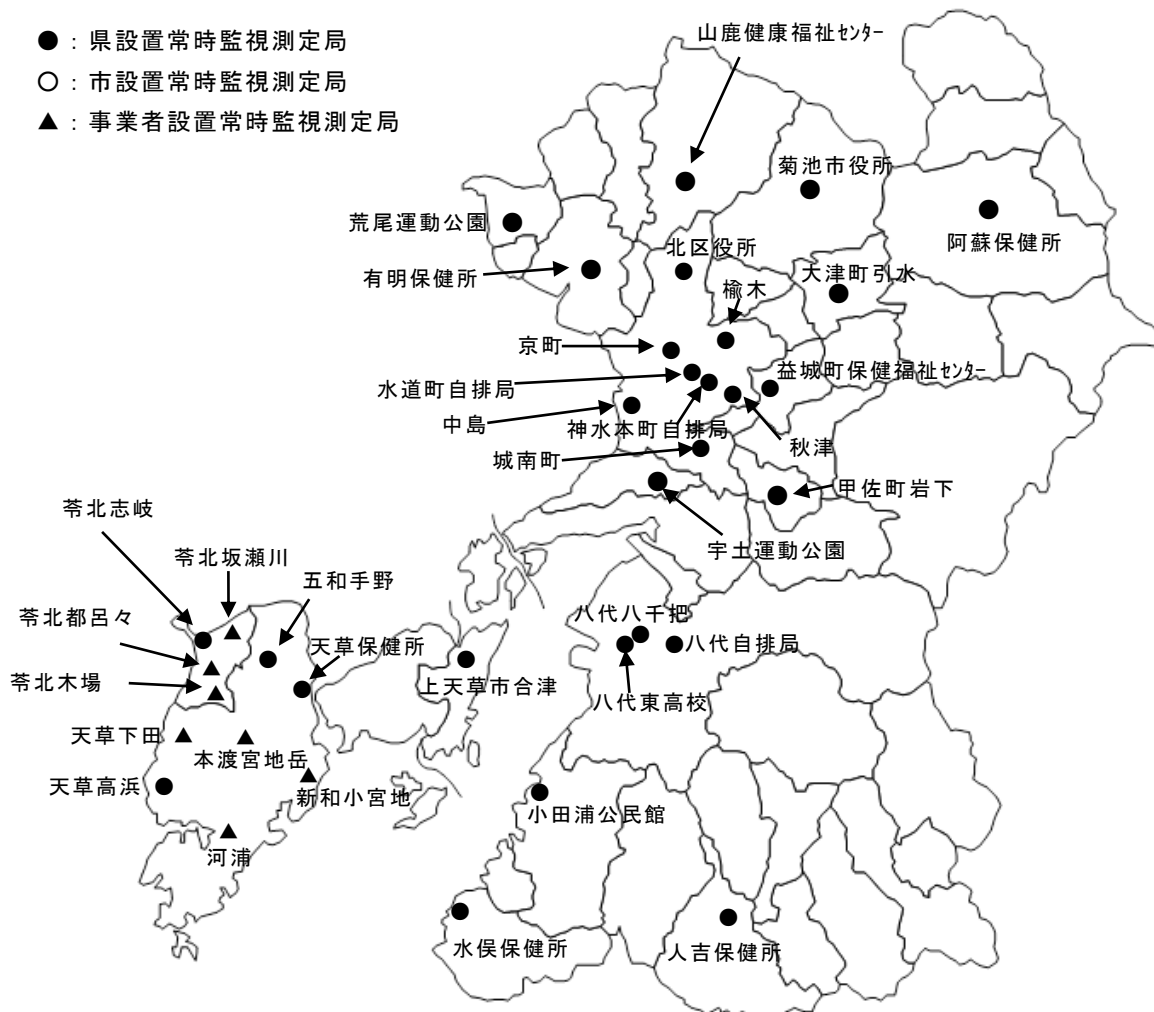 ●：県設置常時監視測定局
○：市設置常時監視測定局
▲：事業者設置常時監視測定局
山鹿健康福祉ｾﾝﾀｰ
菊池市役所
荒尾運動公園
阿蘇保健所
北区役所
有明保健所
大津町引水
楡木
京町
益城町保健福祉ｾﾝﾀｰ
水道町自排局
中島
神水本町自排局
秋津
城南町
甲佐町岩下
宇土運動公園
苓北志岐
苓北坂瀬川
五和手野
苓北都呂々
天草保健所
八代八千把
八代自排局
苓北木場
上天草市合津
八代東高校
天草下田
本渡宮地岳
天草高浜
新和小宮地
小田浦公民館
河浦
水俣保健所
人吉保健所